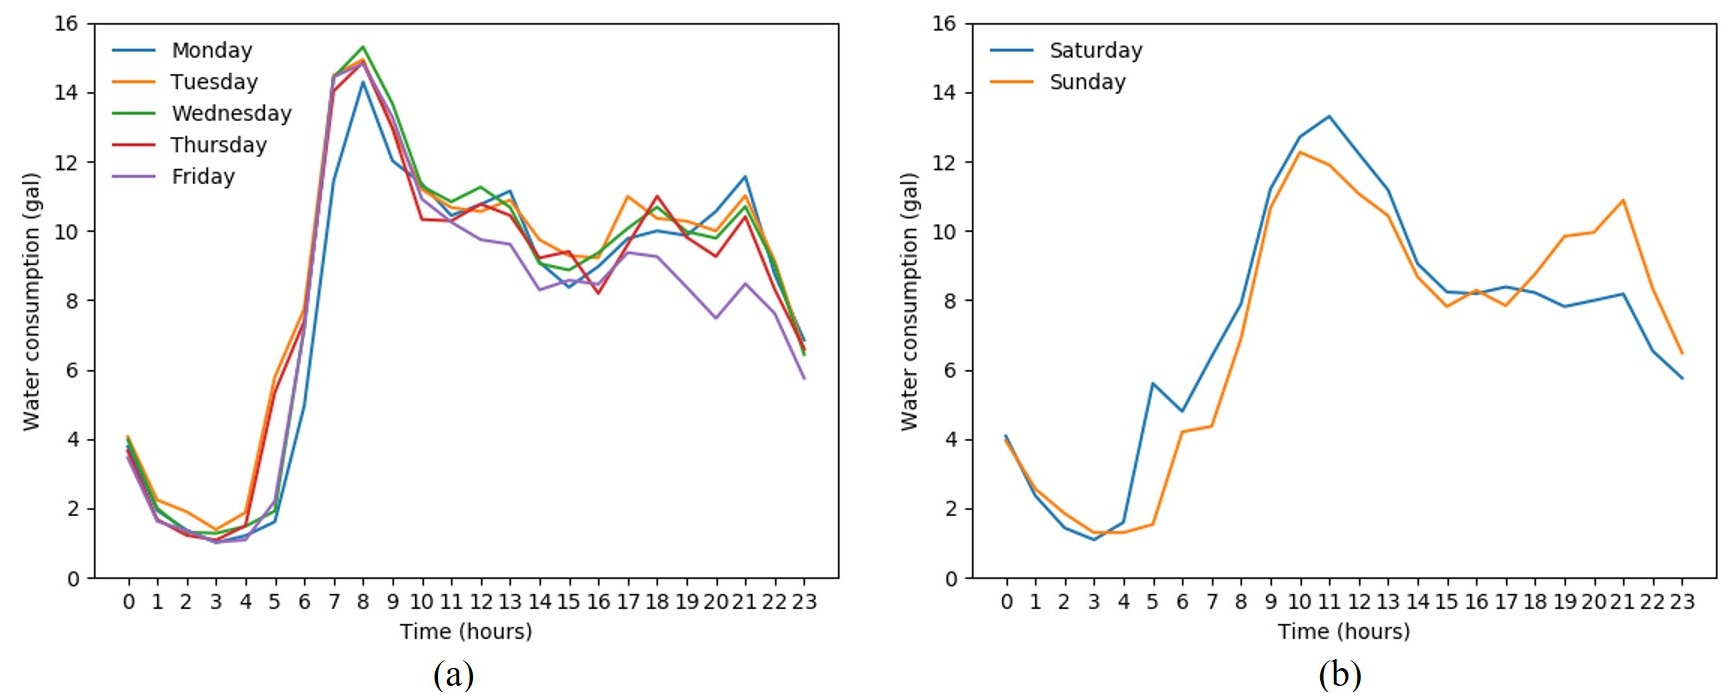 16
14
12
10
8
6
4
2
0
Water consumption (gal)
Monday
Tuesday
Wednesday
Thursday
Friday
0 1 2 3 4 5 6 7 8 9 10 11 12 13 14 15 16 17 18 19 20 21 22 23
Time (hours)
(a)
16
14
12
10
8
6
4
2
0
Water consumption (gal)
Saturday
Sunday
0 1 2 3 4 5 6 7 8 9 10 11 12 13 14 15 16 17 18 19 20 21 22 23
Time (hours)
(b)